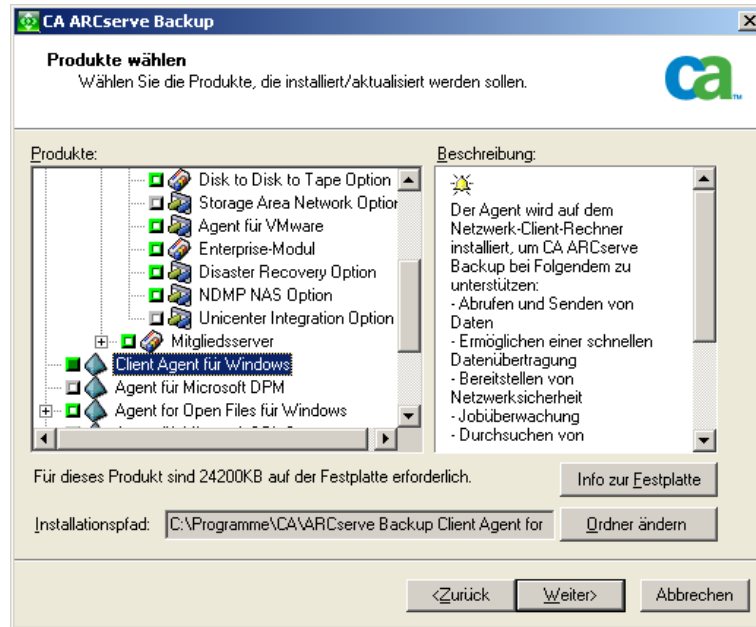 CA ARCserve Backup
Produkte wählen
Wählen Sie die Produkte, die installiert/aktualisiert werden sollen.
ca
Produkte:
Disk to Disk to Tape Option
Storage Area Network Option
Agent für VMware
Enterprise-Modul
Disaster Recovery Option
NDMP NAS Option
Unicenter Integration Option
Mitgliedsserver
Client Agent für Windows
Agent für Microsoft DPM
Agent for Open Files für Windows
Beschreibung:
Der Agent wird auf dem
Netzwerk-Client-Rechner
installiert, um CA ARCserve
Backup bei Folgendem zu
unterstützen:
- Abrufen und Senden von
Daten
- Ermöglichen einer schnellen
Datenübertragung
- Bereitstellen von
Netzwerksicherheit
- Jobüberwachung
- Durchsuchen von
Für dieses Produkt sind 24200KB auf der Festplatte erforderlich.
Info zur Festplatte
Installationspfad: C:\Programme\CA\ARCserve Backup Client Agent for
Ordner ändern
<Zurück
Weiter>
Abbrechen